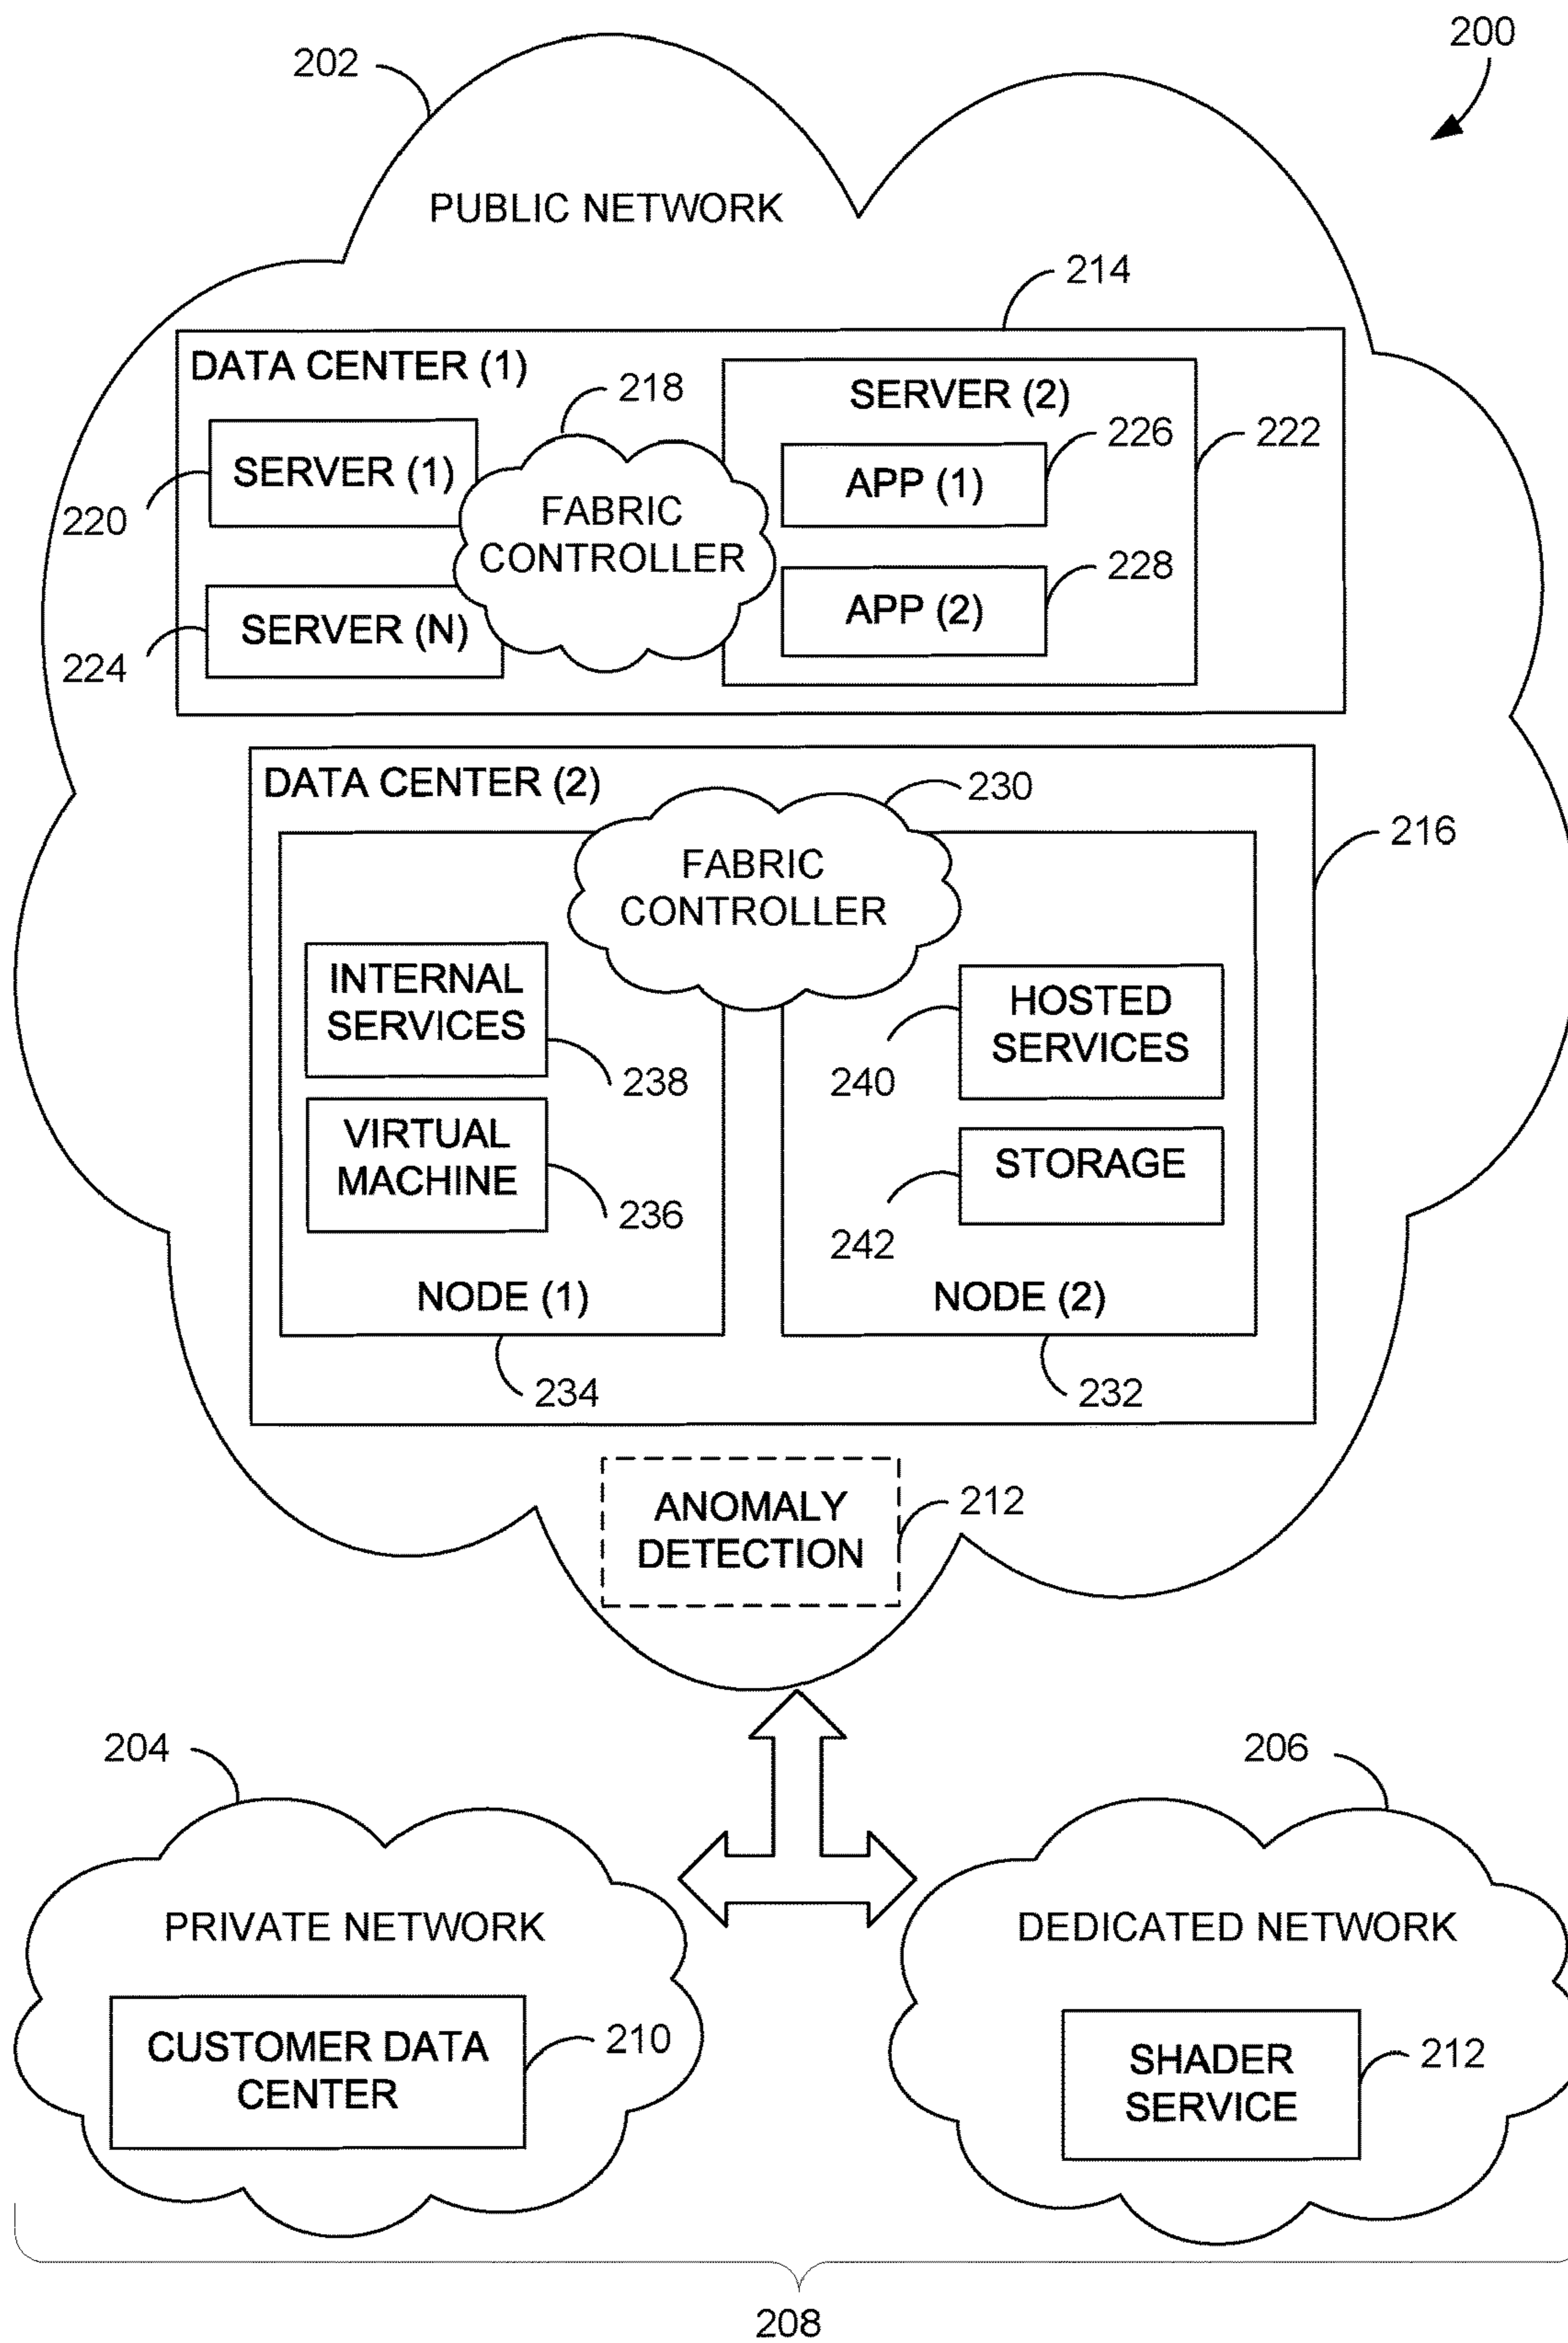 200
202
PUBLIC NETWORK
214
DATA CENTER (1)
218
SERVER (2)
226
222
SERVER (1)
APP (1)
220
FABRIC
CONTROLLER
228
SERVER (N)
APP (2)
224
DATA CENTER (2)
230
216
FABRIC
CONTROLLER
INTERNAL
SERVICES
238
HOSTED
SERVICES
240
VIRTUAL
MACHINE
236
STORAGE
242
NODE (1)
NODE (2)
234
232
ANOMALY
DETECTION
212
204
206
PRIVATE NETWORK
DEDICATED NETWORK
CUSTOMER DATA
CENTER
210
SHADER
SERVICE
212
208